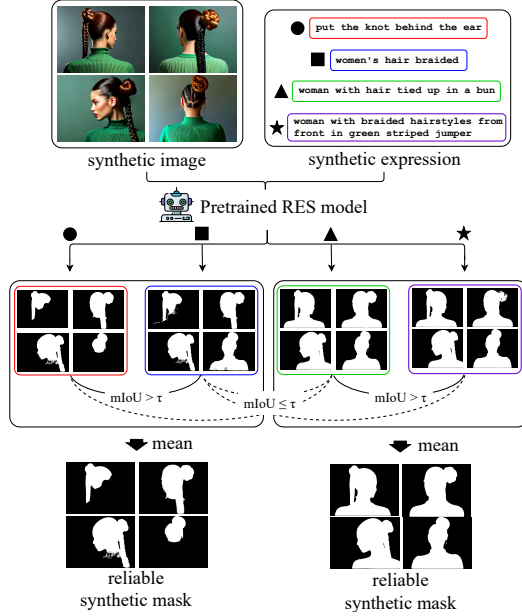 put the knot behind the ear
women's hair braided
woman with hair tied up in a bun
woman with braided hairstyles from
front in green striped jumper
synthetic image
synthetic expression
Pretrained RES model
mIoU > τ
mIoU ≤ τ
mIoU > τ
mean
mean
reliable
synthetic mask
reliable
synthetic mask